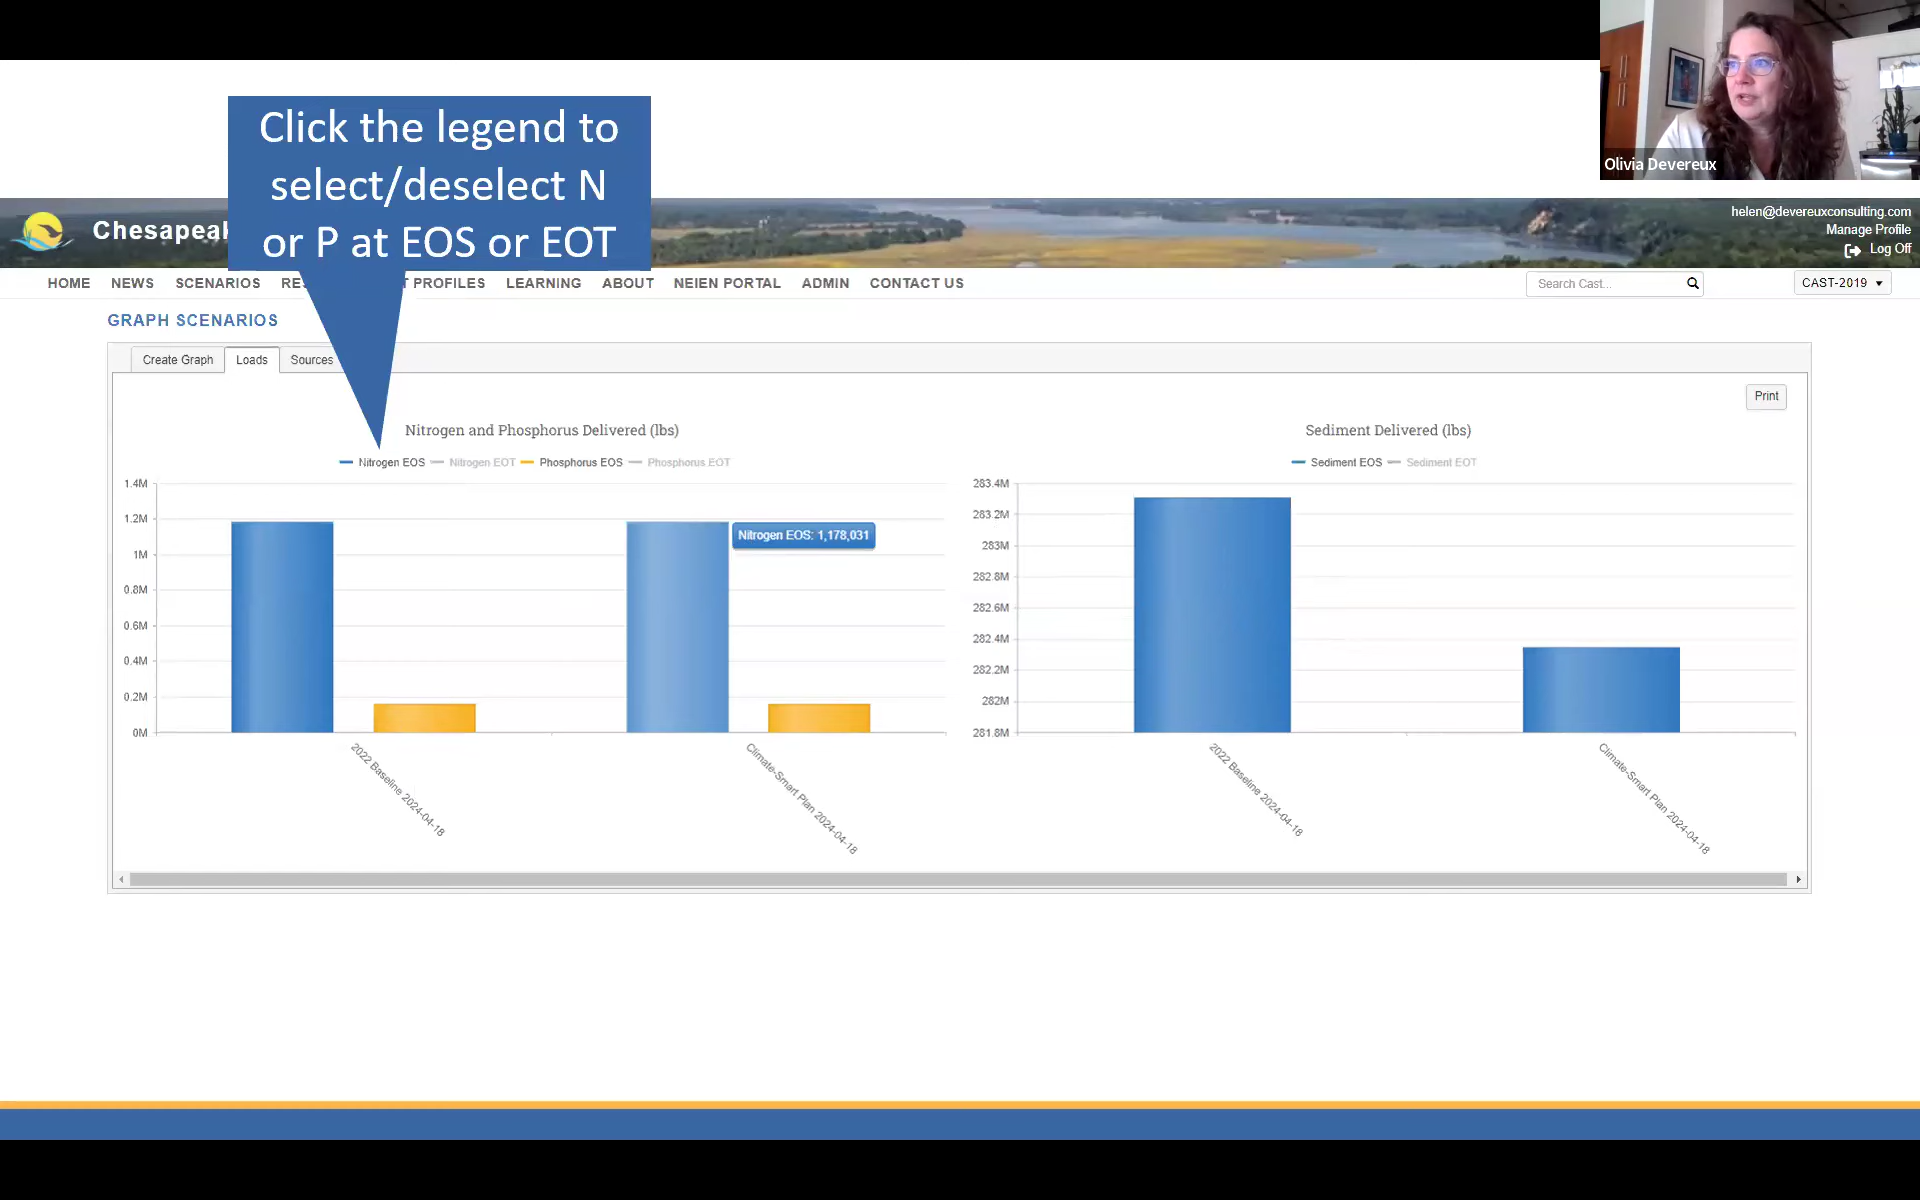 Click the legend to
select/deselect N
or P at EOS or EOT
Olivia Devereux
Chesapeak
helen@devereuxconsulting.com
Manage Profile
Log Off
HOME NEWS SCENARIOS RES T PROFILES LEARNING ABOUT NEIEN PORTAL ADMIN CONTACT US
Search Cast...
CAST-2019
GRAPH SCENARIOS
Create Graph Loads Sources
Print
Nitrogen and Phosphorus Delivered (lbs)
Nitrogen EOS Nitrogen EOT Phosphorus EOS Phosphorus EOT
1.4M
1.2M
1M
0.8M
0.6M
0.4M
0.2M
0M
Nitrogen EOS: 1,178,031
2022 Baseline 2024-04-18
Climate-Smart Plan 2024-04-18
Sediment Delivered (lbs)
Sediment EOS Sediment EOT
283.4M
283.2M
283M
282.8M
282.6M
282.4M
282.2M
282M
281.8M
2022 Baseline 2024-04-18
Climate-Smart Plan 2024-04-18